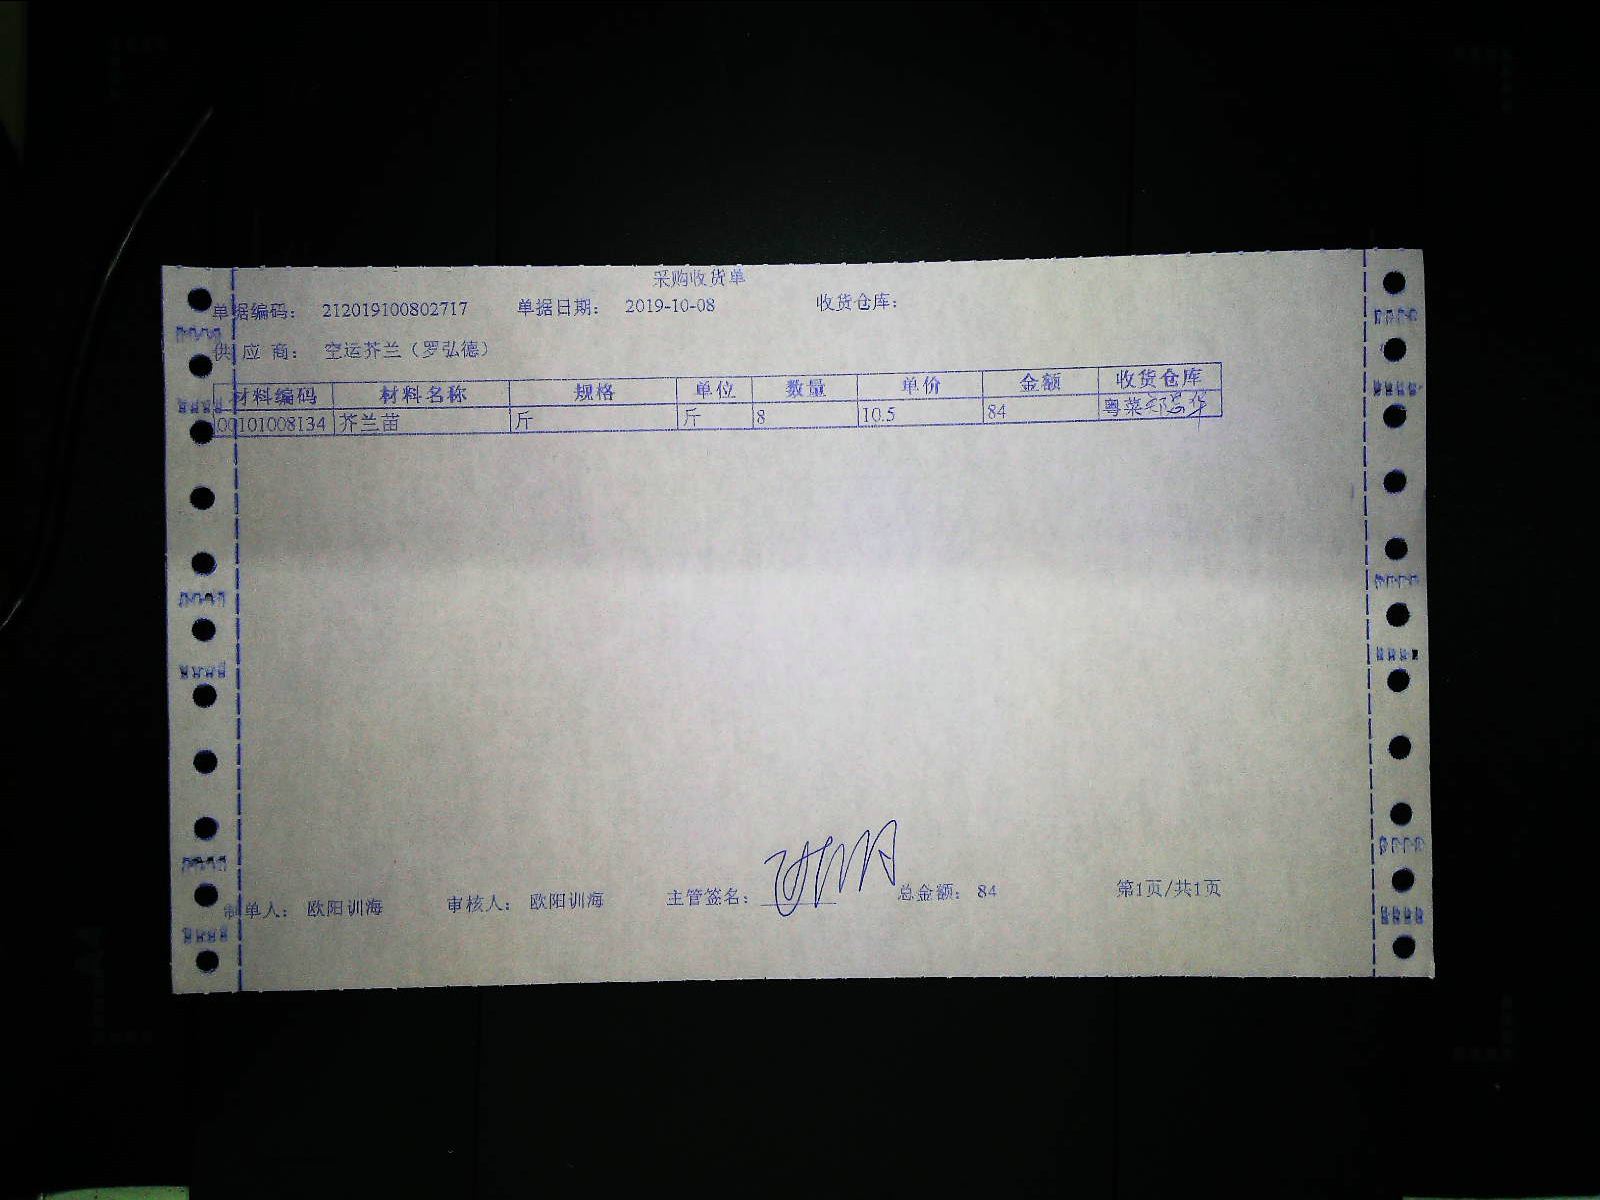 采购收货单
单据编码: 212019100802717 单据日期: 2019-10-08 收货仓库:
供 应 商: 空运芥兰（罗弘德）
材料编码 材料名称 规格 单位 数量 单价 金额 收货仓库
00101008134 芥兰苗 斤 斤 8 10.5 84 粤菜
制单人: 欧阳训海 审核人: 欧阳训海 主管签名: 总金额: 84 第1页/共1页